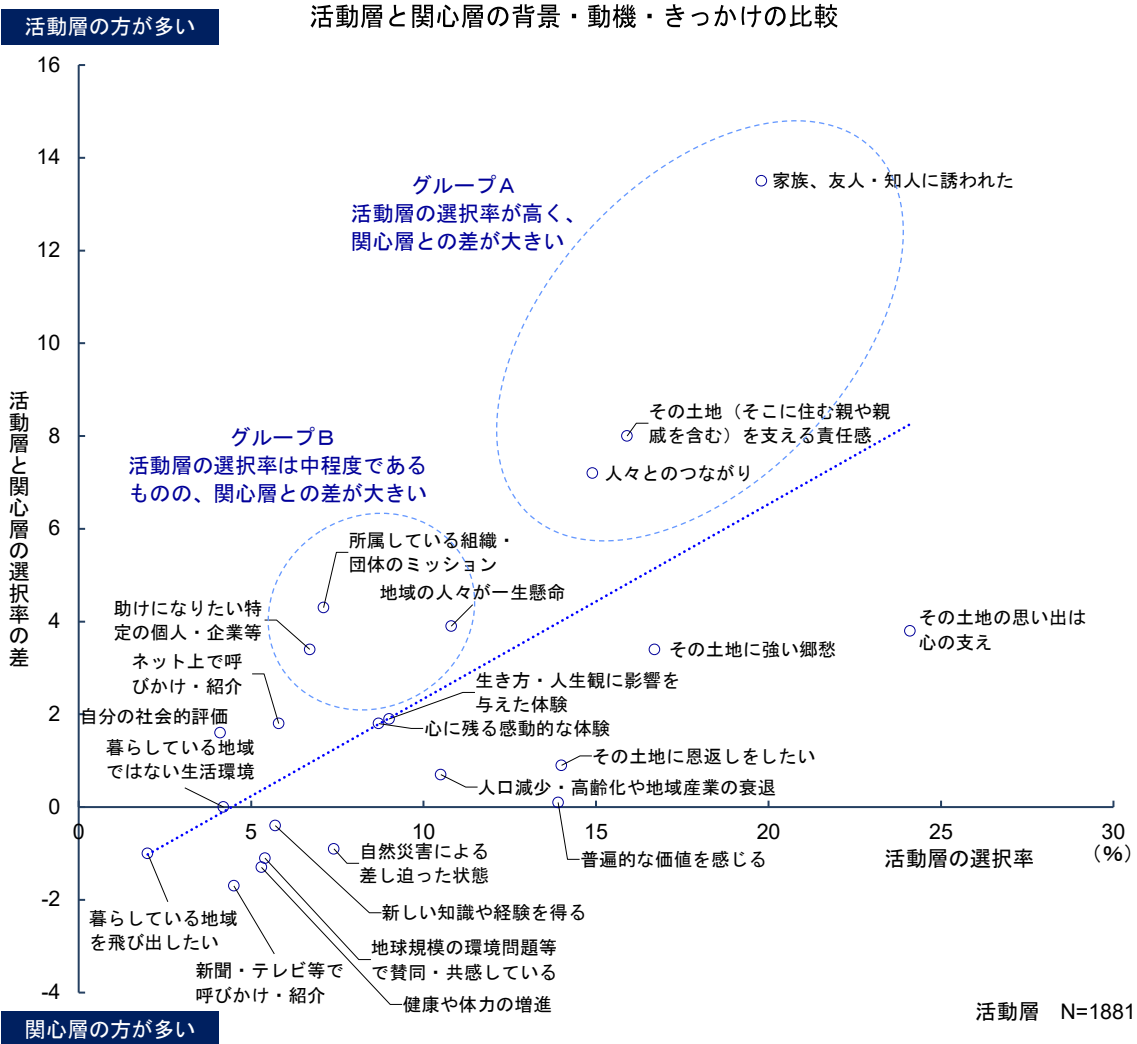 活動層と関心層の背景・動機・きっかけの比較
活動層の方が多い
16
14
12
10
8
6
4
2
0
-2
-4
活動層と関心層の選択率の差
グループA
活動層の選択率が高く、
関心層との差が大きい
家族、友人・知人に誘われた
その土地（そこに住む親や親
戚を含む）を支える責任感
人々とのつながり
グループB
活動層の選択率は中程度である
ものの、関心層との差が大きい
所属している組織・
団体のミッション
地域の人々が一生懸命
助けになりたい特
定の個人・企業等
その土地の思い出は
心の支え
その土地に強い郷愁
ネット上で呼
びかけ・紹介
生き方・人生観に影響を
与えた体験
自分の社会的評価
心に残る感動的な体験
暮らしている地域
ではない生活環境
その土地に恩返しをしたい
人口減少・高齢化や地域産業の衰退
0
5
10
15
20
25
30
（%）
活動層の選択率
普遍的な価値を感じる
自然災害による
差し迫った状態
新しい知識や経験を得る
暮らしている地域
を飛び出したい
地球規模の環境問題等
で賛同・共感している
新聞・テレビ等で
呼びかけ・紹介
健康や体力の増進
活動層　N=1881
関心層の方が多い